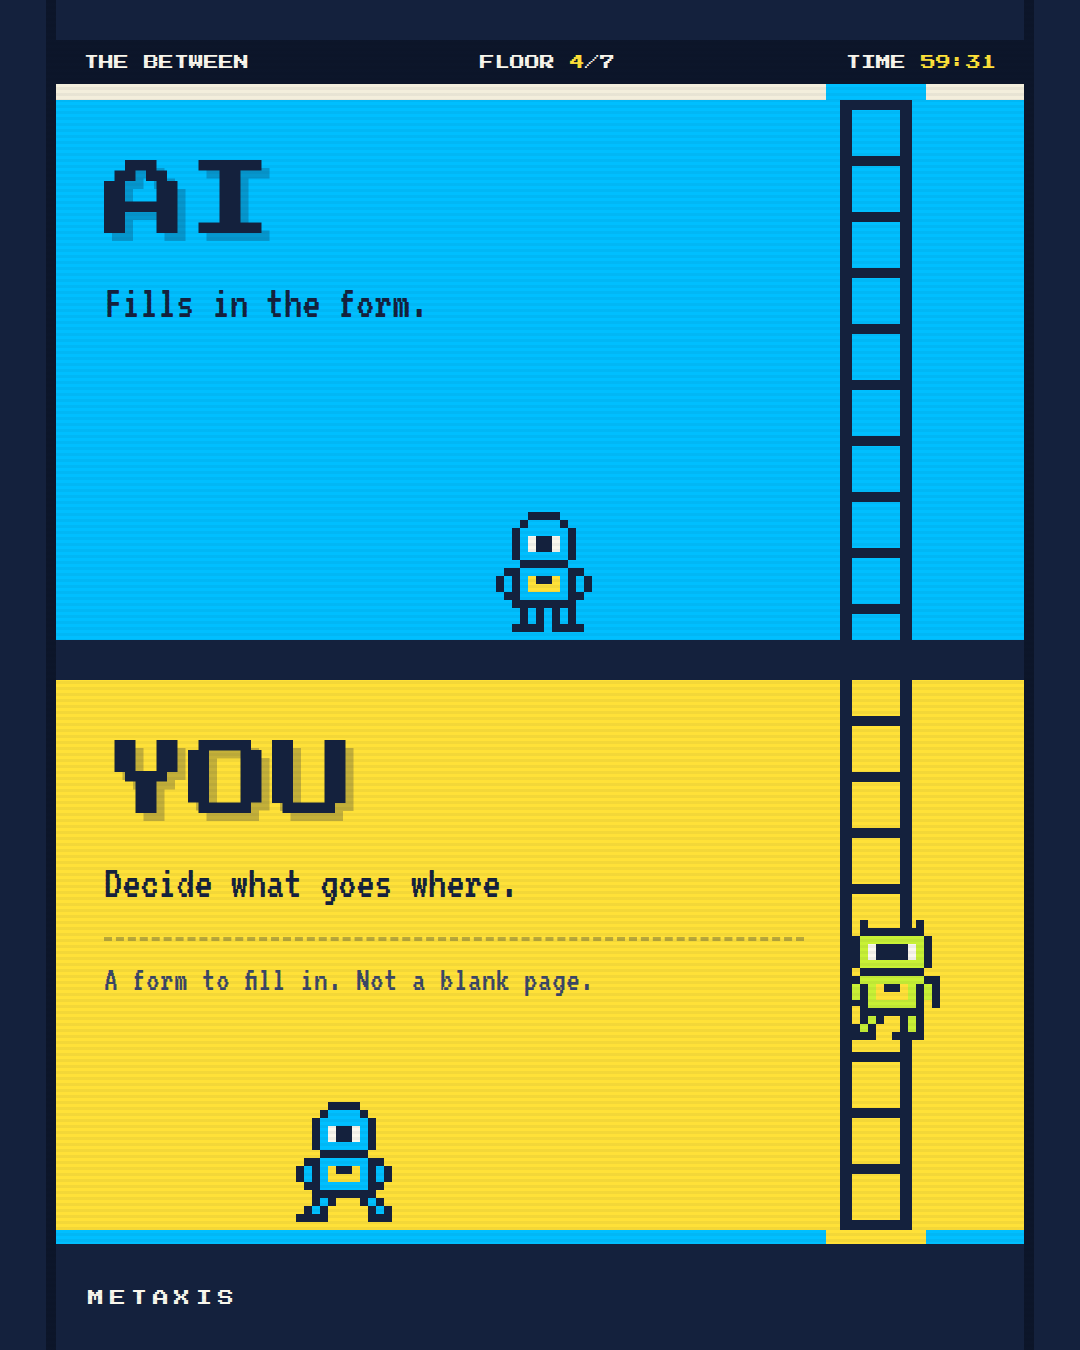 THE BETWEEN
FLOOR 4/7
TIME 59:31
AI
Fills in the form.
YOU
Decide what goes where.
A form to fill in. Not a blank page.
METAXIS